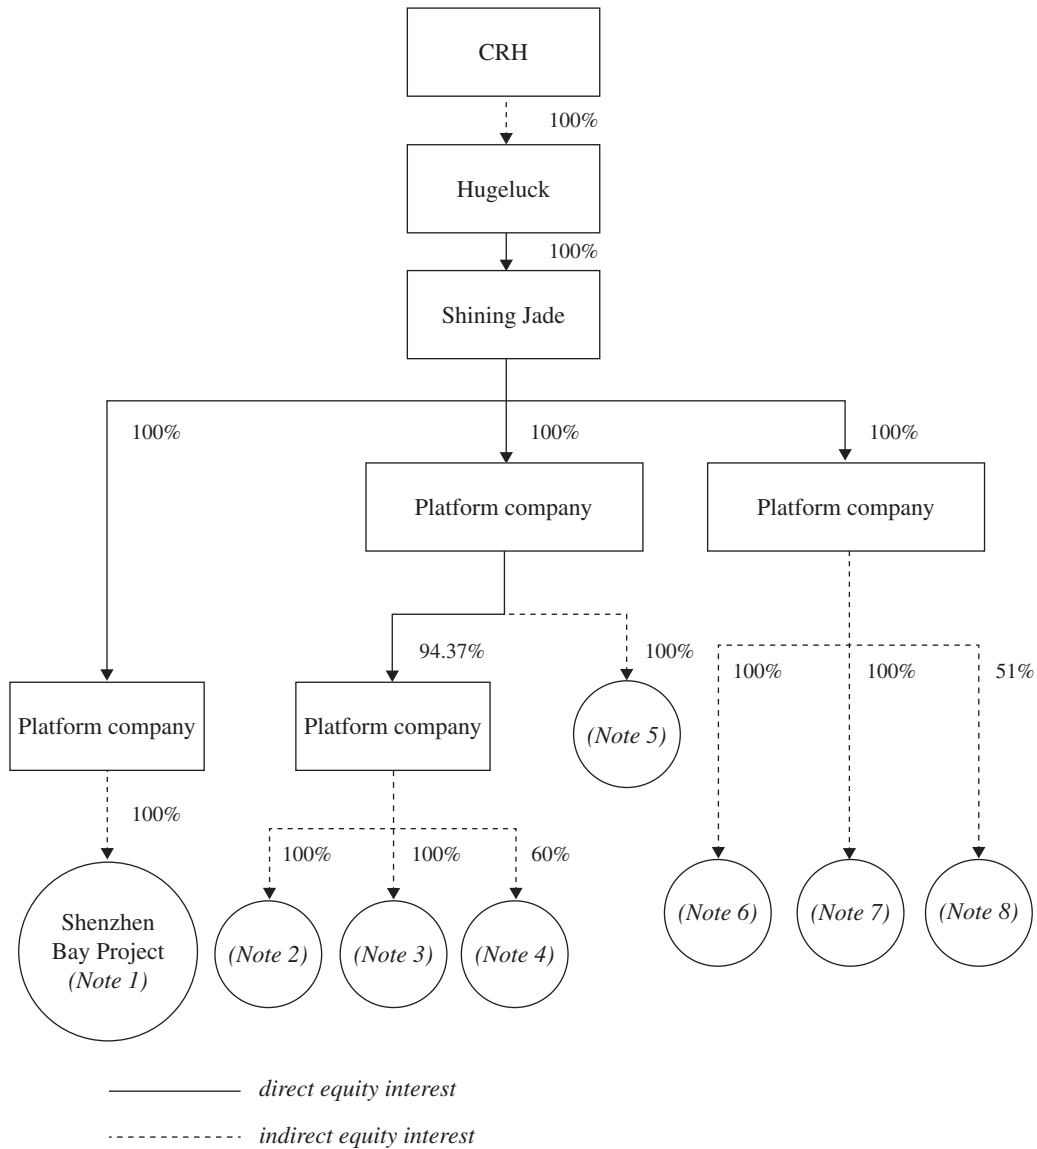 CRH
100%
Hugeluck
100%
Shining Jade
100%
100%
100%
Platform company
Platform company
94.37%
100%
100%
100%
51%
Platform company
Platform company
(Note 5)
100%
100%
100%
60%
Shenzhen
Bay Project
(Note 1)
(Note 2)
(Note 3)
(Note 4)
(Note 6)
(Note 7)
(Note 8)
direct equity interest
indirect equity interest